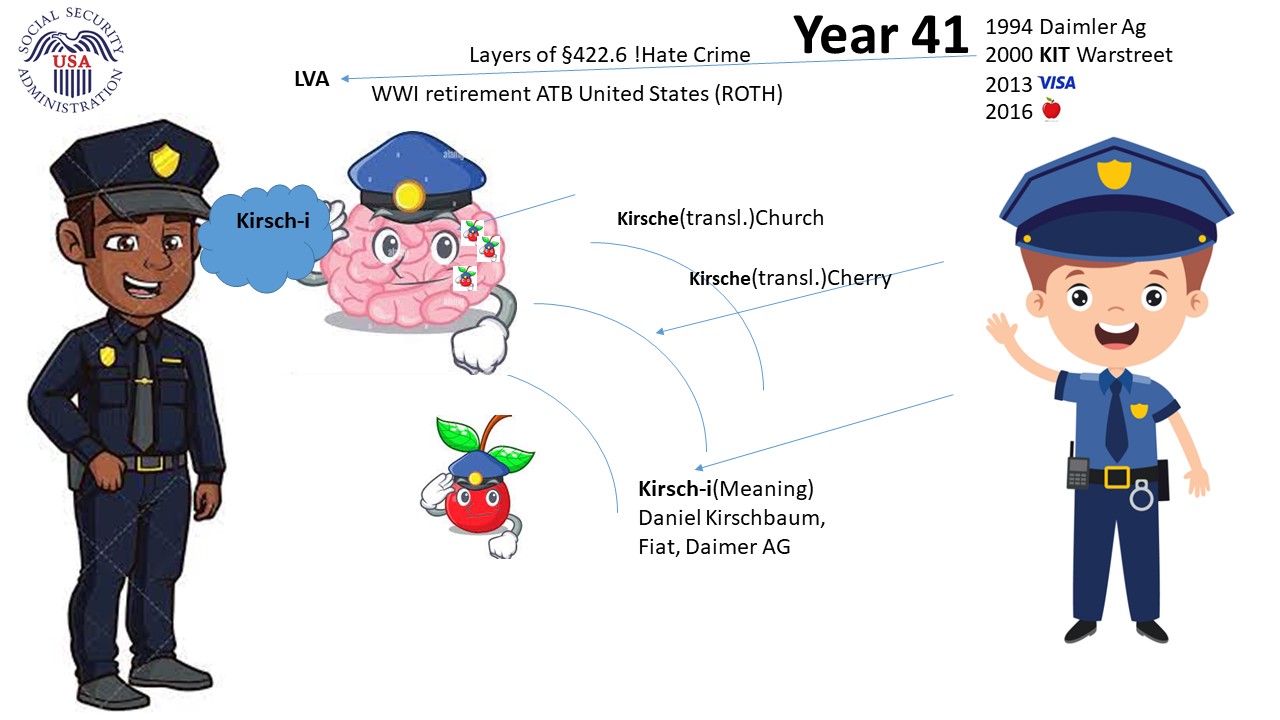 SOCIAL SECURITY
USA
ADMINISTRATION
Year 41
1994 Daimler Ag
2000 KIT Warstreet
2013 VISA
2016
Layers of §422.6 !Hate Crime
LVA
WWI retirement ATB United States (ROTH)
Kirsch-i
Kirsche(transl.)Church
Kirsche(transl.)Cherry
Kirsch-i(Meaning)
Daniel Kirschbaum,
Fiat, Daimer AG